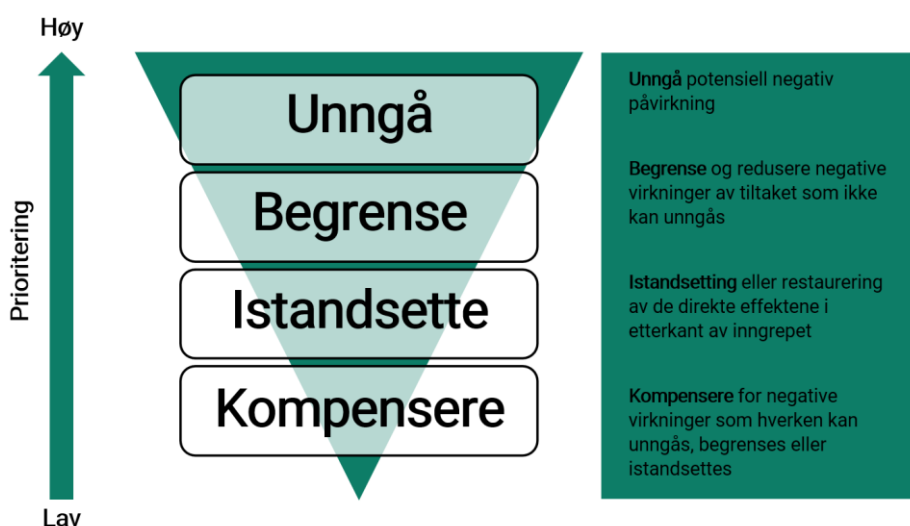 Høy
Prioritering
Lav
Unngå
Begrense
Istandsette
Kompensere
Unngå potensiell negativ
påvirkning
Begrense og redusere negative
virkninger av tiltaket som ikke
kan unngås
Istandsetting eller restaurering
av de direkte effektene i
etterkant av inngrepet
Kompensere for negative
virkninger som hverken kan
unngås, begrenses eller
istandsettes